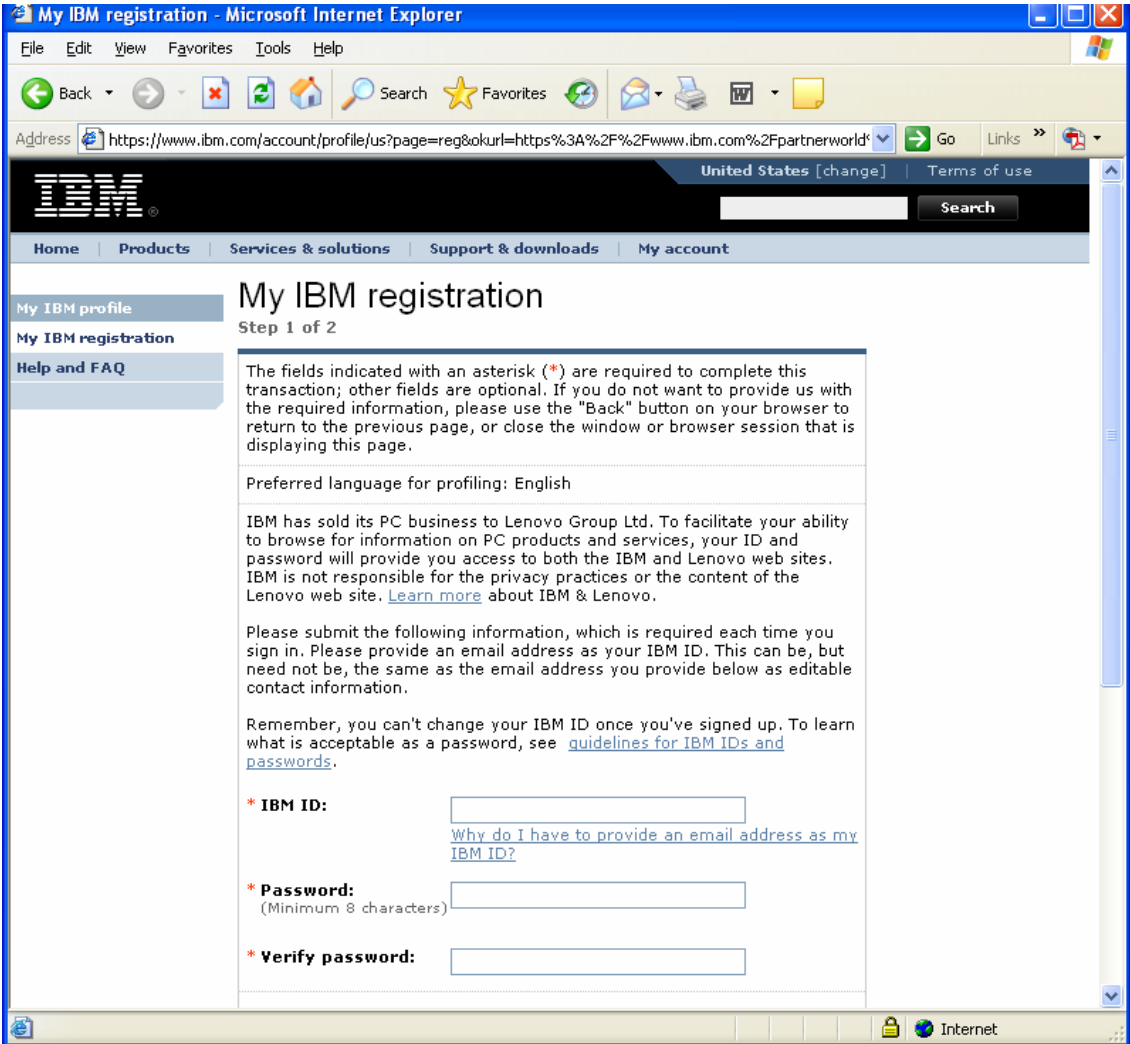 My IBM registration - Microsoft Internet Explorer
File Edit View Favorites Tools Help
Back Search Favorites
Address https://www.ibm.com/account/profile/us?page=reg&okurl=https%3A%2F%2Fwww.ibm.com%2Fpartnerworld Go Links »
United States [change] | Terms of use
IBM®
Search
Home | Products | Services & solutions | Support & downloads | My account
My IBM profile
My IBM registration
Help and FAQ
My IBM registration
Step 1 of 2
The fields indicated with an asterisk (*) are required to complete this
transaction; other fields are optional. If you do not want to provide us with
the required information, please use the "Back" button on your browser to
return to the previous page, or close the window or browser session that is
displaying this page.
Preferred language for profiling: English
IBM has sold its PC business to Lenovo Group Ltd. To facilitate your ability
to browse for information on PC products and services, your ID and
password will provide you access to both the IBM and Lenovo web sites.
IBM is not responsible for the privacy practices or the content of the
Lenovo web site. Learn more about IBM & Lenovo.
Please submit the following information, which is required each time you
sign in. Please provide an email address as your IBM ID. This can be, but
need not be, the same as the email address you provide below as editable
contact information.
Remember, you can't change your IBM ID once you've signed up. To learn
what is acceptable as a password, see guidelines for IBM IDs and
passwords.
* IBM ID:
Why do I have to provide an email address as my
IBM ID?
* Password:
(Minimum 8 characters)
* Verify password:
Internet